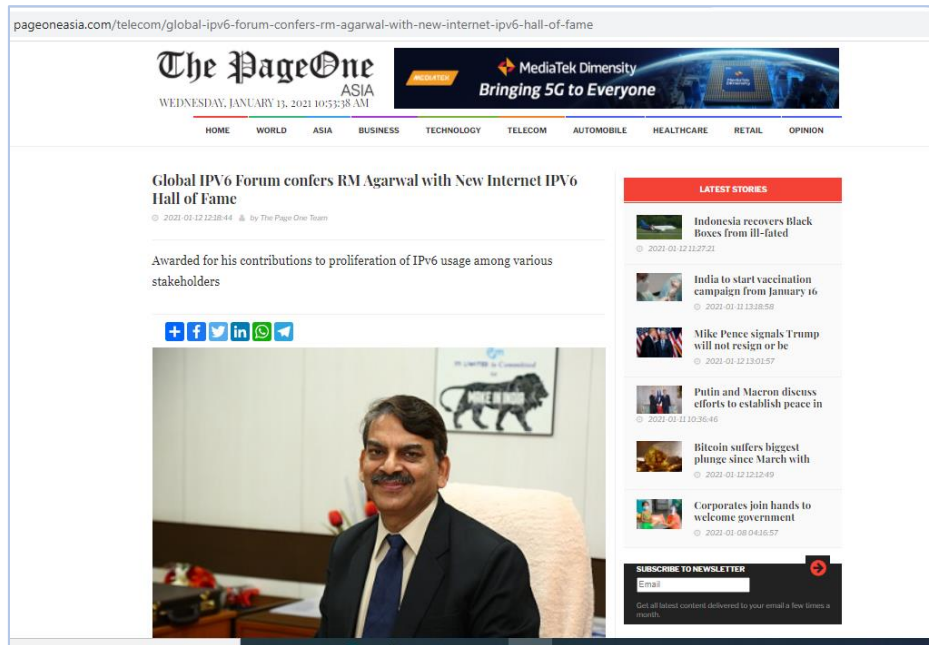 pageoneasia.com/telecom/global-ipv6-forum-confers-rm-agarwal-with-new-internet-ipv6-hall-of-fame
The PageOne
ASIA
WEDNESDAY, JANUARY 13, 2021 10:53:38 AM
MEDIATEK
MediaTek Dimensity
Bringing 5G to Everyone
HOME WORLD ASIA BUSINESS TECHNOLOGY TELECOM AUTOMOBILE HEALTHCARE RETAIL OPINION
Global IPV6 Forum confers RM Agarwal with New Internet IPV6
Hall of Fame
2021-01-12 12:18:44 by The Page One Team
Awarded for his contributions to proliferation of IPv6 usage among various
stakeholders
is Committed
MAKE IN INDIA
LATEST STORIES
Indonesia recovers Black
Boxes from ill-fated
2021-01-12 11:27:21
India to start vaccination
campaign from January 16
2021-01-11 13:18:58
Mike Pence signals Trump
will not resign or be
2021-01-12 13:01:57
Putin and Macron discuss
efforts to establish peace in
2021-01-11 10:36:46
Bitcoin suffers biggest
plunge since March with
2021-01-12 12:12:49
Corporates join hands to
welcome government
2021-01-08 04:16:57
SUBSCRIBE TO NEWSLETTER
Email
Get all latest content delivered to your email a few times a
month.